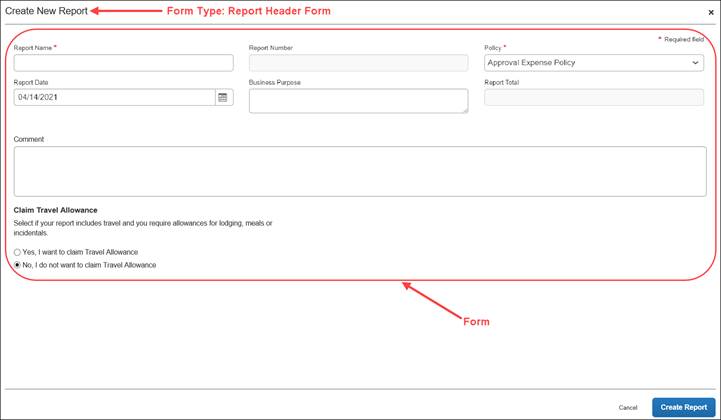 Create New Report
Form Type: Report Header Form
×
* Required field
Report Name *
Report Number
Policy *
Approval Expense Policy
Report Date
Business Purpose
Report Total
04/14/2021
Comment
Claim Travel Allowance
Select if your report includes travel and you require allowances for lodging, meals or
incidentals.
Yes, I want to claim Travel Allowance
No, I do not want to claim Travel Allowance
Form
Cancel
Create Report